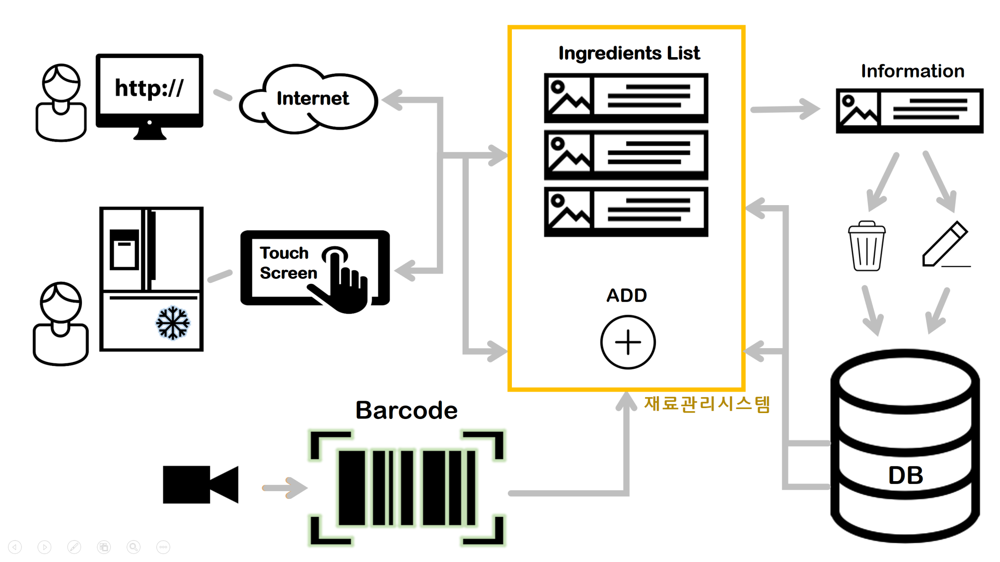 http://
Internet
Ingredients List
Information
Touch
Screen
ADD
재료관리시스템
Barcode
DB